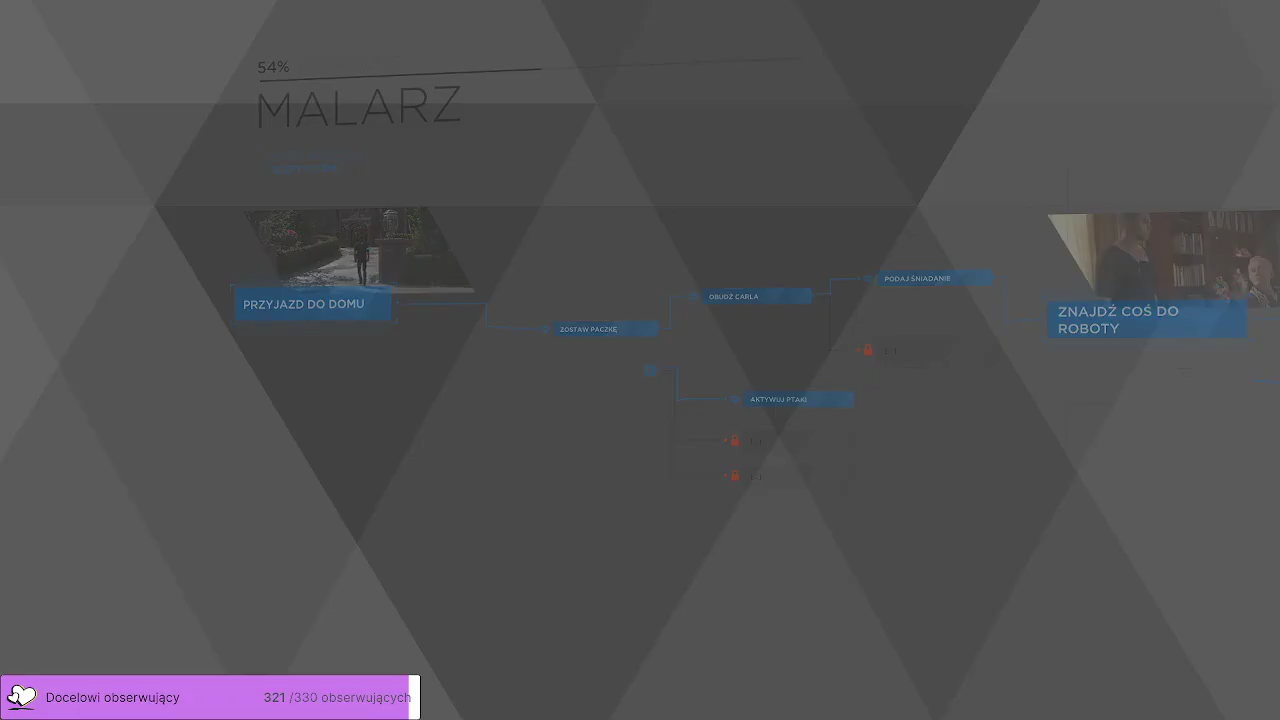 54%
MALARZ
PRZYJAZD DO DOMU
ZOSTAW PACZKĘ
OBUDŹ CARLA
PODAJ ŚNIADANIE
ZNAJDŹ COŚ DO
ROBOTY
AKTYWUJ PTAKI
Docelowi obserwujący 321 /330 obserwujących